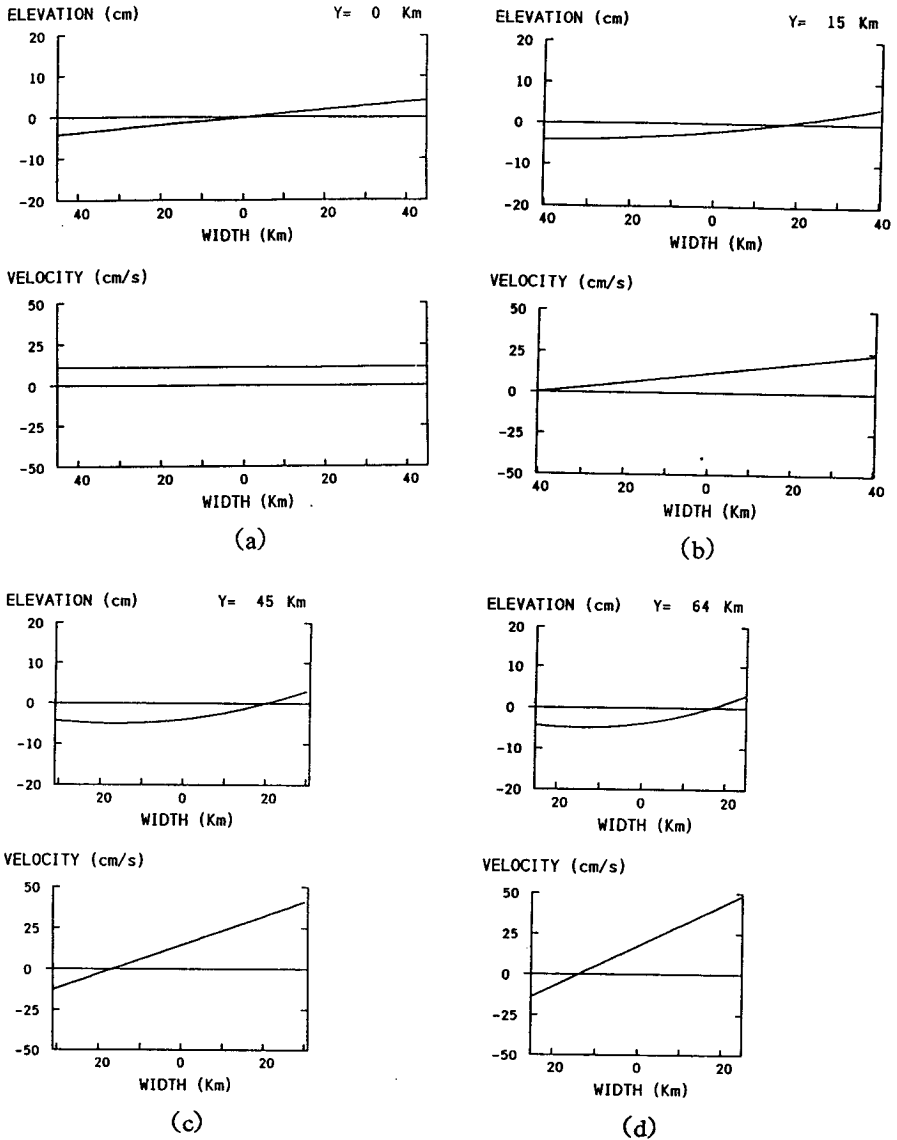 ELEVATION (cm) Y= 0 Km
20
10
0
-10
-20
40 20 0 20 40
WIDTH (Km)
VELOCITY (cm/s)
50
25
0
-25
-50
40 20 0 20 40
WIDTH (Km)
(a)
ELEVATION (cm) Y= 15 Km
20
10
0
-10
-20
40 20 0 20 40
WIDTH (Km)
VELOCITY (cm/s)
50
25
0
-25
-50
40 20 0 20 40
WIDTH (Km)
(b)
ELEVATION (cm) Y= 45 Km
20
10
0
-10
-20
20 0 20
WIDTH (Km)
VELOCITY (cm/s)
50
25
0
-25
-50
20 0 20
WIDTH (Km)
(c)
ELEVATION (cm) Y= 64 Km
20
10
0
-10
-20
20 0 20
WIDTH (Km)
VELOCITY (cm/s)
50
25
0
-25
-50
20 0 20
WIDTH (Km)
(d)